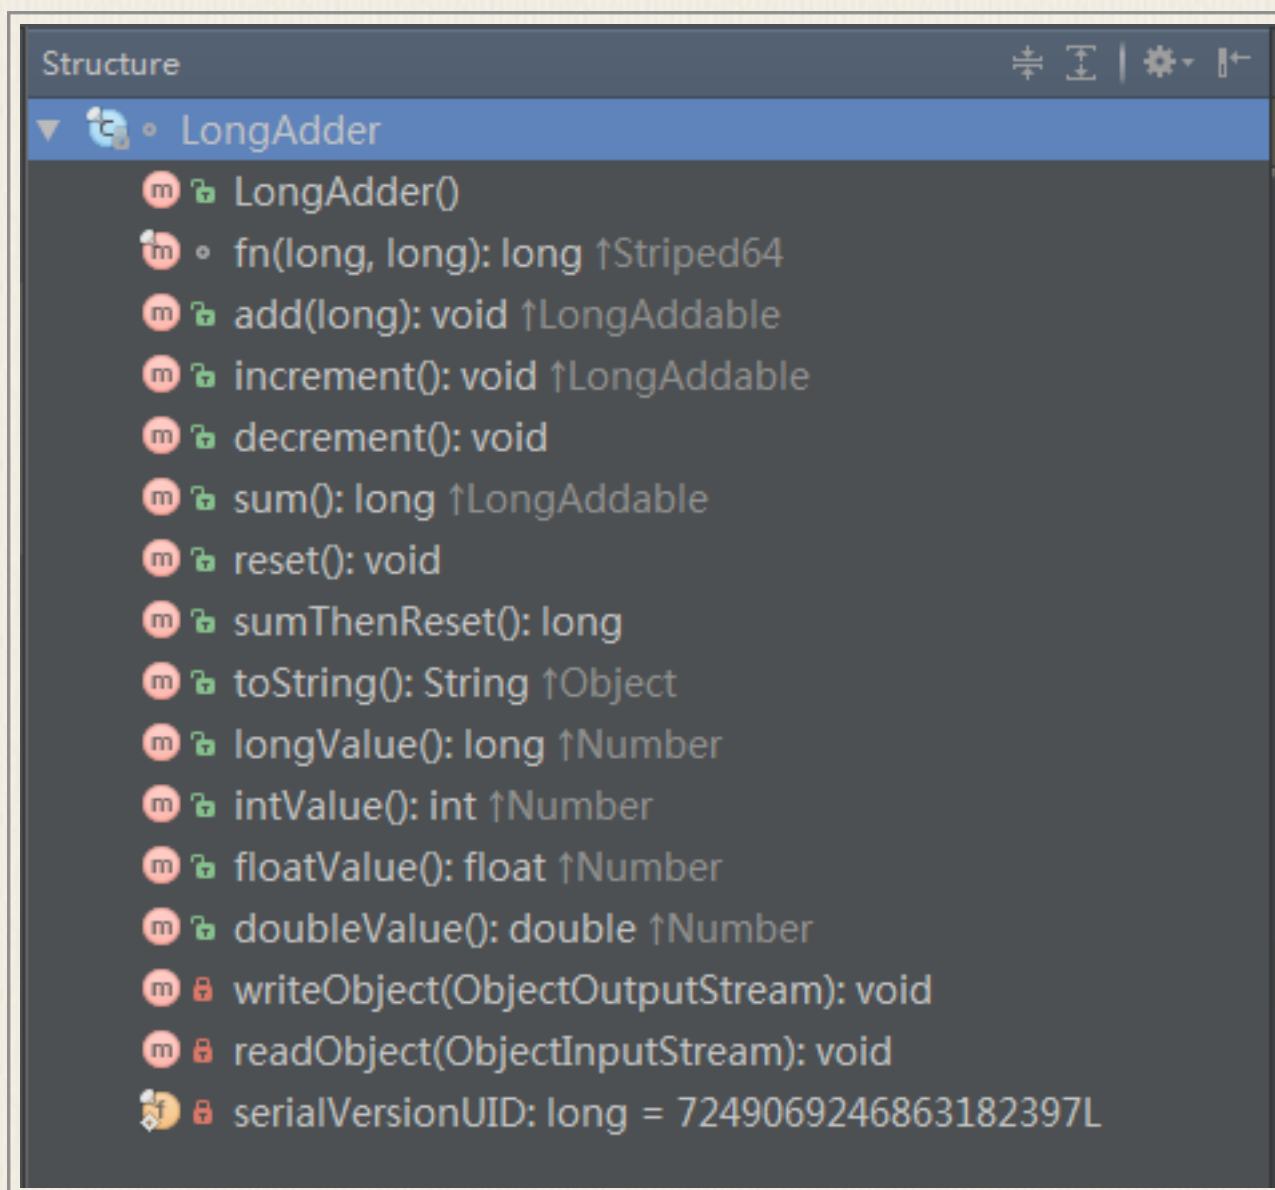 Structure
LongAdder
LongAdder()
fn(long, long): long ↑Striped64
add(long): void ↑LongAddable
increment(): void ↑LongAddable
decrement(): void
sum(): long ↑LongAddable
reset(): void
sumThenReset(): long
toString(): String ↑Object
longValue(): long ↑Number
intValue(): int ↑Number
floatValue(): float ↑Number
doubleValue(): double ↑Number
writeObject(ObjectOutputStream): void
readObject(ObjectInputStream): void
serialVersionUID: long = 7249069246863182397L